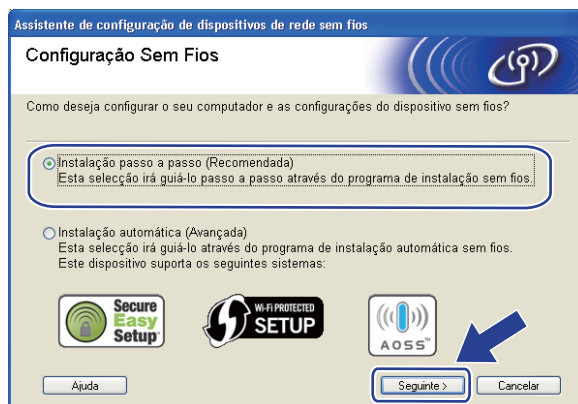 Assistente de configuração de dispositivos de rede sem fios
Configuração Sem Fios
Como deseja configurar o seu computador e as configurações do dispositivo sem fios?
Instalação passo a passo (Recomendada)
Esta selecção irá guiá-lo passo a passo através do programa de instalação sem fios.
Instalação automática (Avançada)
Esta selecção irá guiá-lo através do programa de instalação automática sem fios.
Este dispositivo suporta os seguintes sistemas:
Secure
Easy
Setup
Wi-Fi PROTECTED
SETUP
AOSS™
Ajuda
Seguinte >
Cancelar